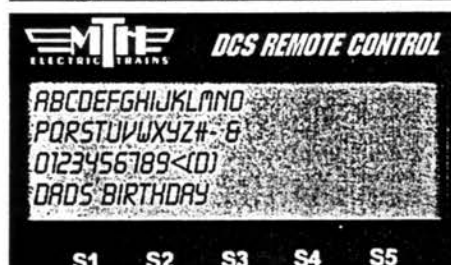 MTH
ELECTRIC TRAINS
DCS REMOTE CONTROL
ABCDEFGHIJKLMNO
PQRSTUVWXYZ#- &
0123456789<(D)
DADS BIRTHDAY
S1 S2 S3 S4 S5